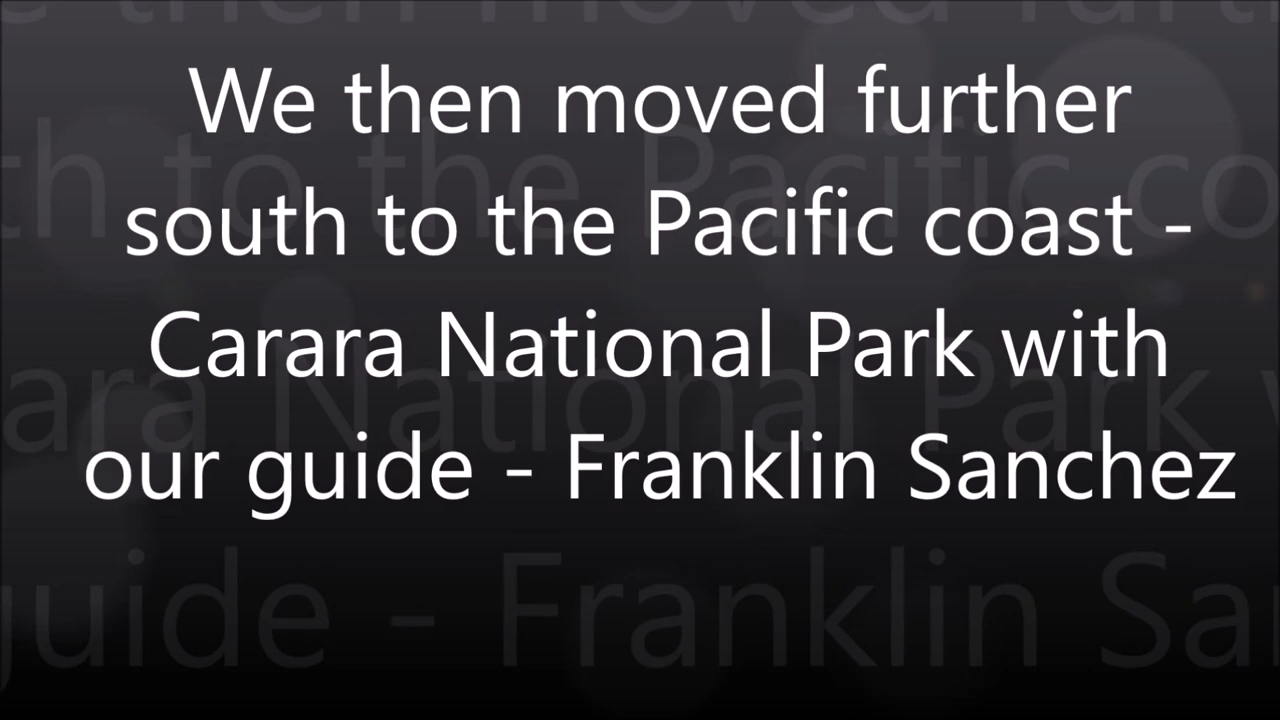 We then moved further
south to the Pacific coast -
Carara National Park with
our guide - Franklin Sanchez